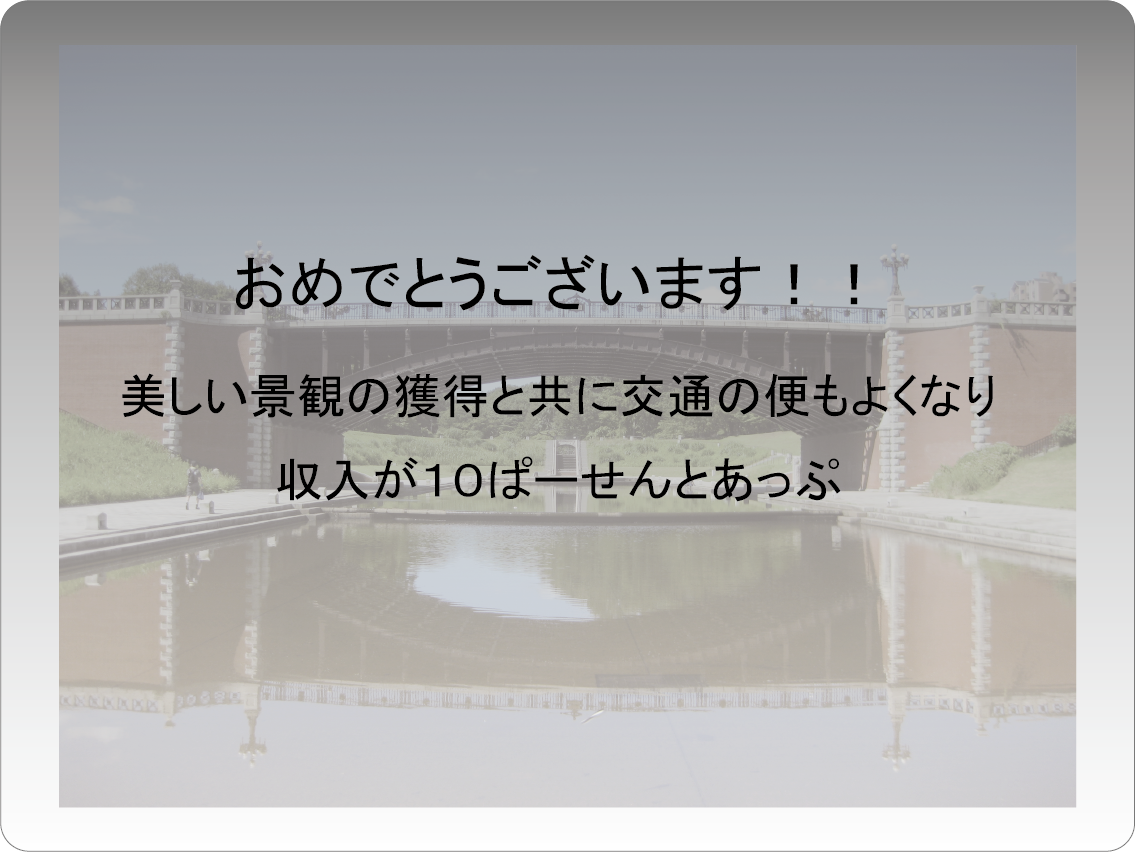 おめでとうございます！！
美しい景観の獲得と共に交通の便もよくなり
収入が１０ぱーせんとあっぷ